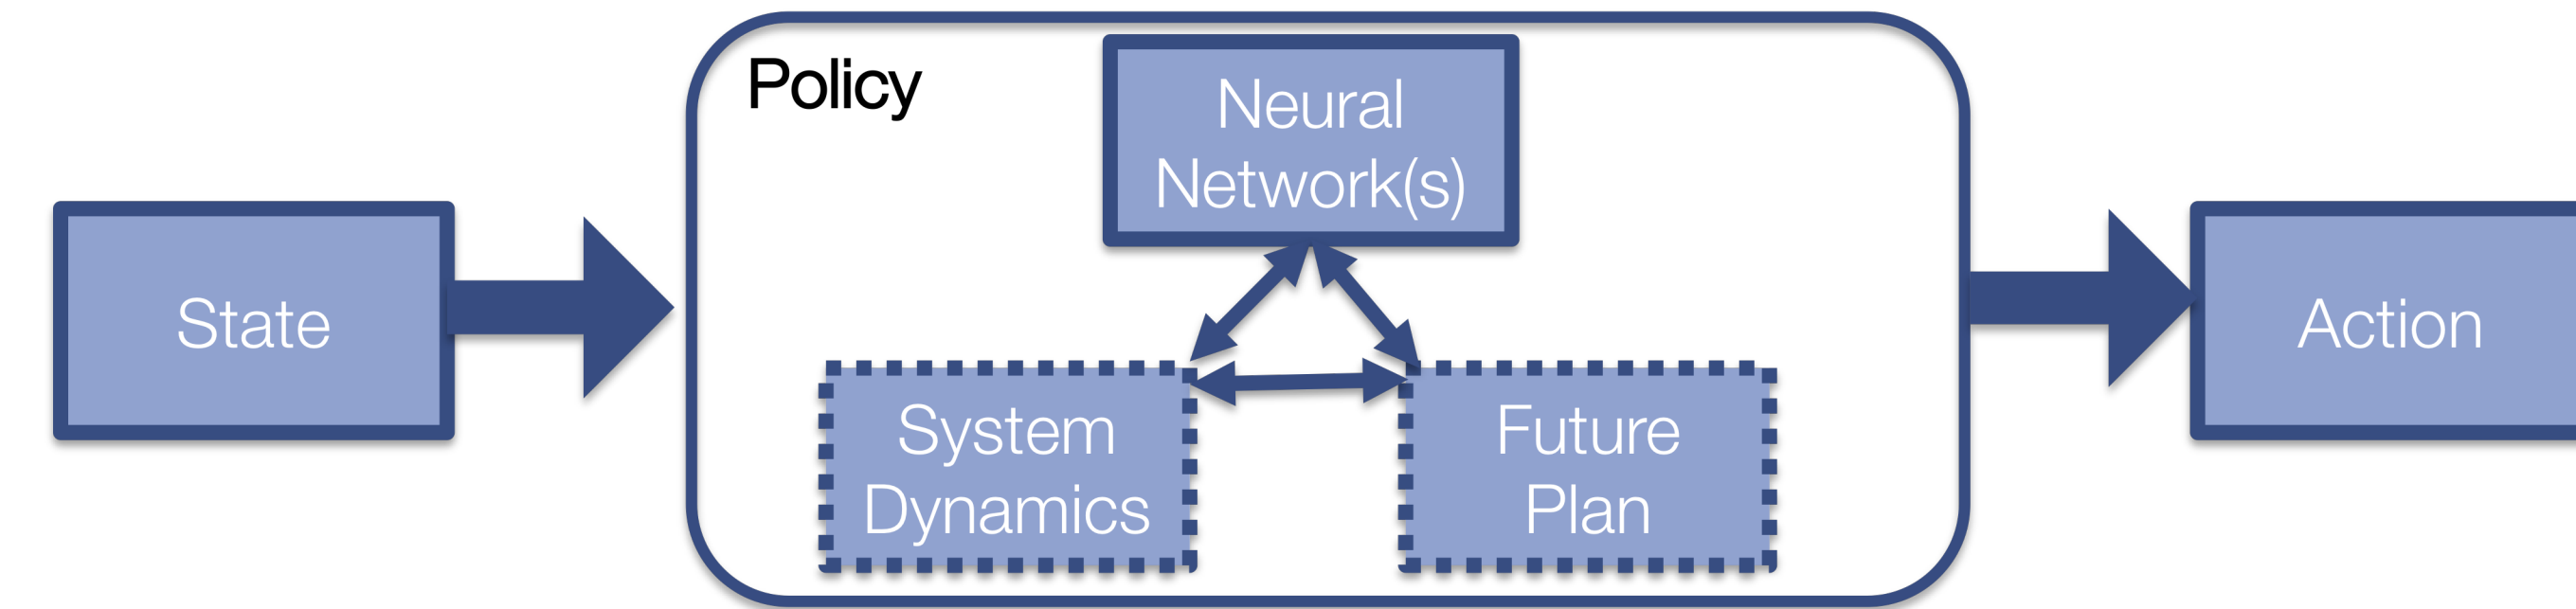 Policy
Neural
Network(s)
State
Action
System
Dynamics
Future
Plan